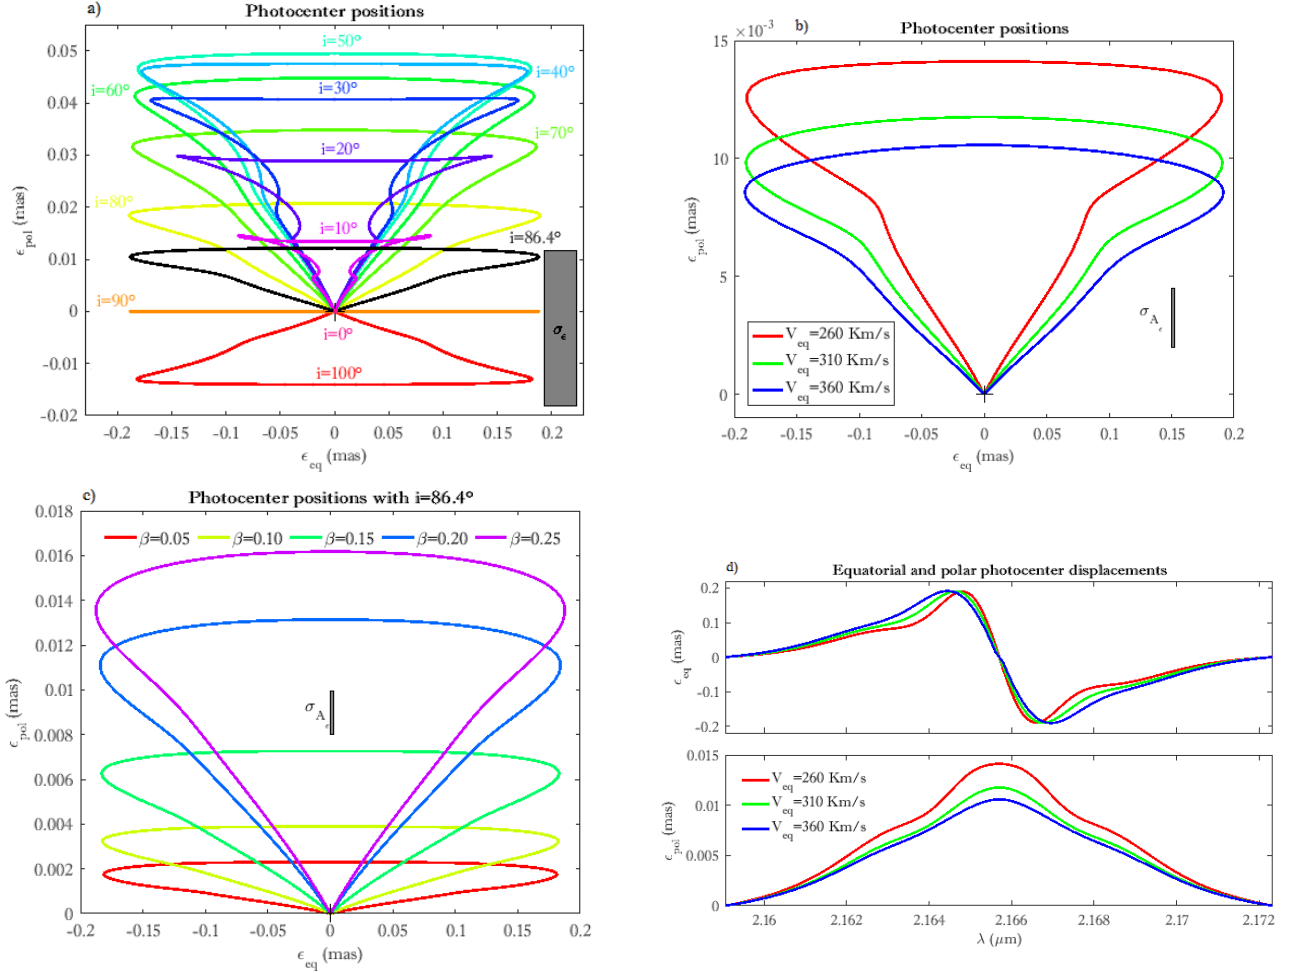 a)
Photocenter positions
0.05
0.04
0.03
0.02
0.01
0
-0.01
-0.02
ϵpol (mas)
i=50°
i=40°
i=60°
i=30°
i=70°
i=20°
i=80°
i=10°
i=86.4°
i=90°
i=0°
i=100°
σϵ
-0.2 -0.15 -0.1 -0.05 0 0.05 0.1 0.15 0.2
ϵeq (mas)
b)
Photocenter positions
×10⁻³
15
10
5
0
ϵpol (mas)
σAϵ
Veq=260 Km/s
Veq=310 Km/s
Veq=360 Km/s
-0.2 -0.15 -0.1 -0.05 0 0.05 0.1 0.15 0.2
ϵeq (mas)
c)
Photocenter positions with i=86.4°
0.018
0.016
0.014
0.012
0.01
0.008
0.006
0.004
0.002
0
ϵpol (mas)
β=0.05 β=0.10 β=0.15 β=0.20 β=0.25
σAϵ
-0.2 -0.15 -0.1 -0.05 0 0.05 0.1 0.15 0.2
ϵeq (mas)
d)
Equatorial and polar photocenter displacements
0.2
0.1
0
-0.1
-0.2
ϵeq (mas)
0.015
0.01
0.005
0
ϵpol (mas)
Veq=260 Km/s
Veq=310 Km/s
Veq=360 Km/s
2.16 2.162 2.164 2.166 2.168 2.17 2.172
λ (μm)